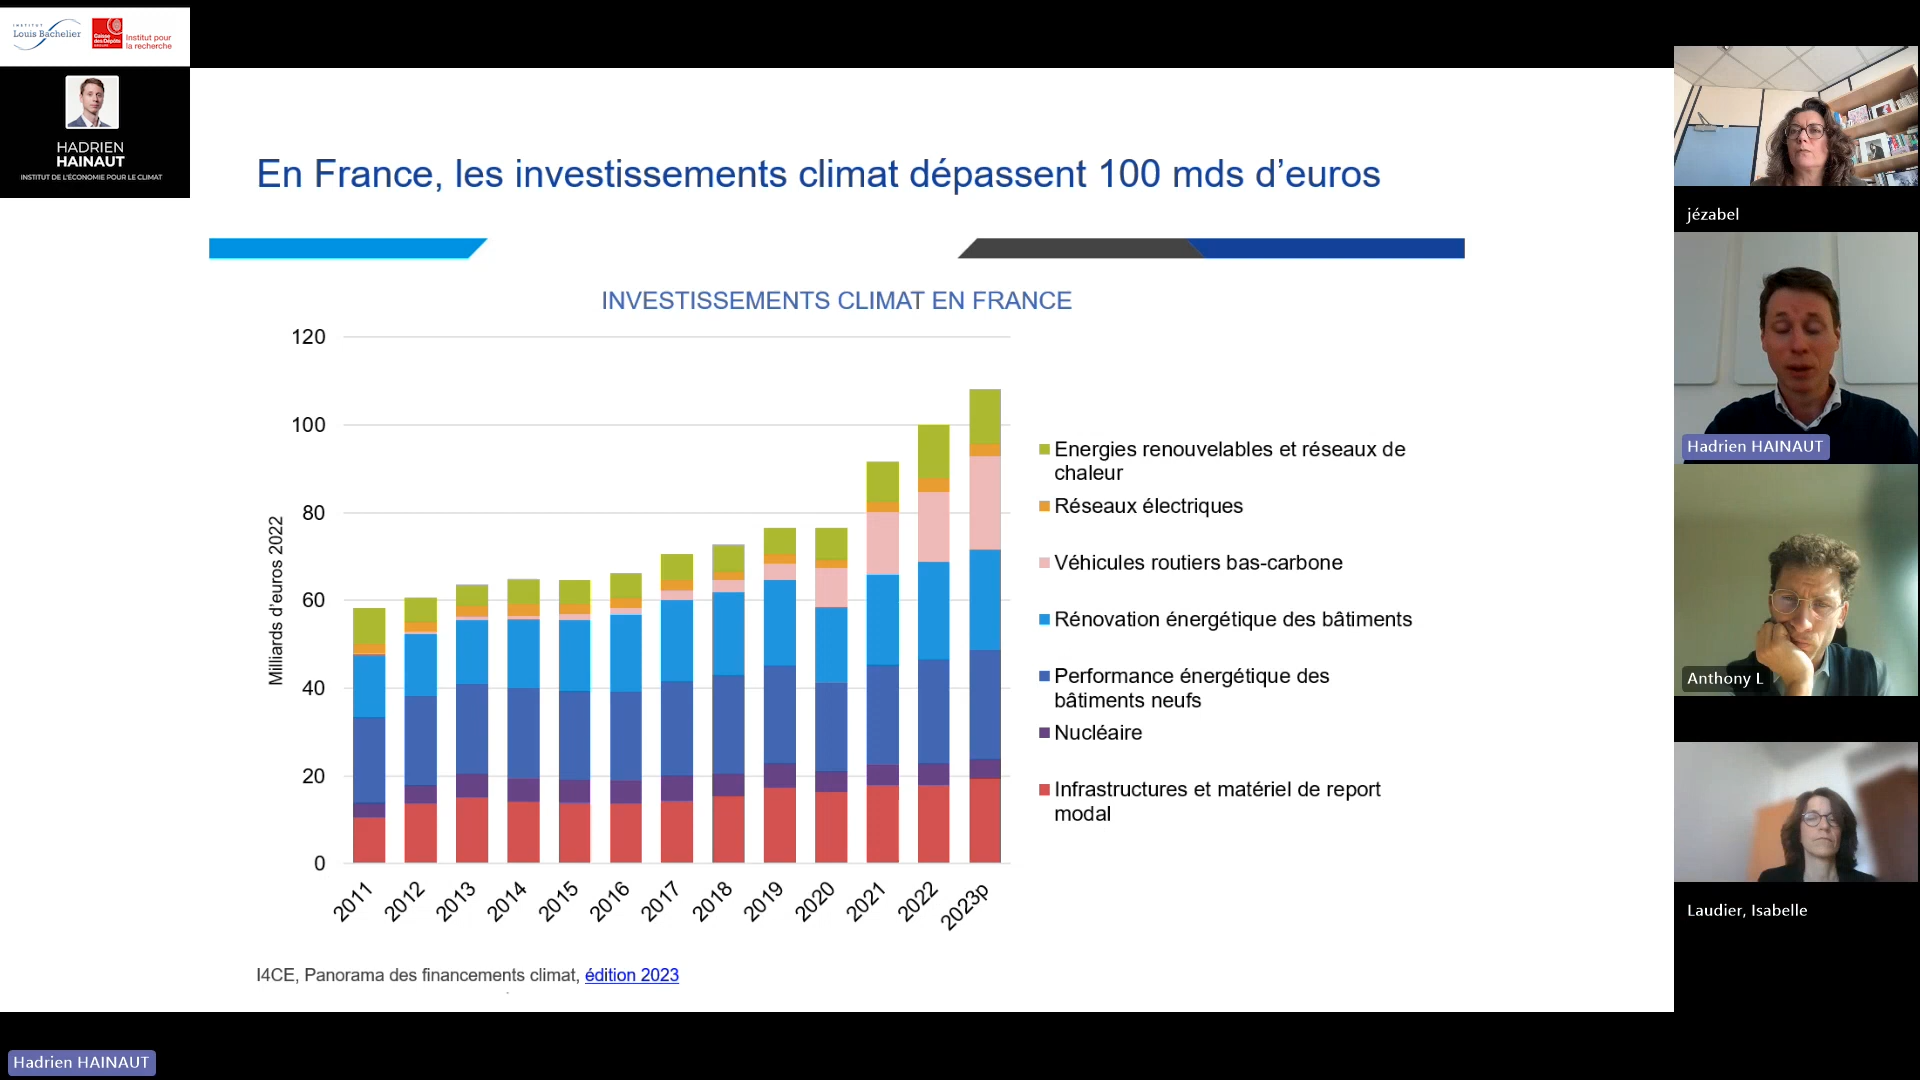 INSTITUT
Louis Bachelier
Caisse
des Dépôts
GROUPE
Institut pour
la recherche
HADRIEN
HAINAUT
INSTITUT DE L'ÉCONOMIE POUR LE CLIMAT
En France, les investissements climat dépassent 100 mds d’euros
INVESTISSEMENTS CLIMAT EN FRANCE
Milliards d'euros 2022
120
100
80
60
40
20
0
2011
2012
2013
2014
2015
2016
2017
2018
2019
2020
2021
2022
2023p
Energies renouvelables et réseaux de
chaleur
Réseaux électriques
Véhicules routiers bas-carbone
Rénovation énergétique des bâtiments
Performance énergétique des
bâtiments neufs
Nucléaire
Infrastructures et matériel de report
modal
I4CE, Panorama des financements climat, édition 2023
jézabel
Hadrien HAINAUT
Anthony L
Laudier, Isabelle
Hadrien HAINAUT